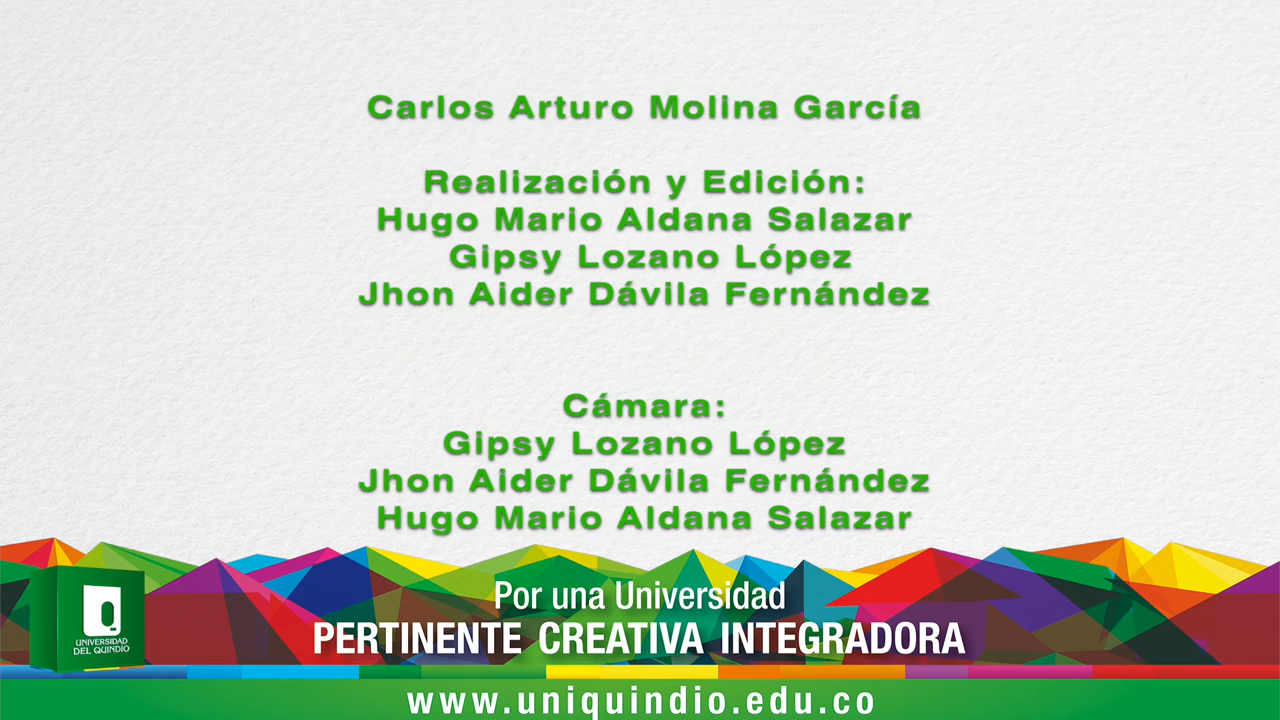 Carlos Arturo Molina García
Realización y Edición:
Hugo Mario Aldana Salazar
Gipsy Lozano López
Jhon Aider Dávila Fernández
Cámara:
Gipsy Lozano López
Jhon Aider Dávila Fernández
Hugo Mario Aldana Salazar
Por una Universidad
PERTINENTE CREATIVA INTEGRADORA
UNIVERSIDAD
DEL QUINDÍO
www.uniquindio.edu.co